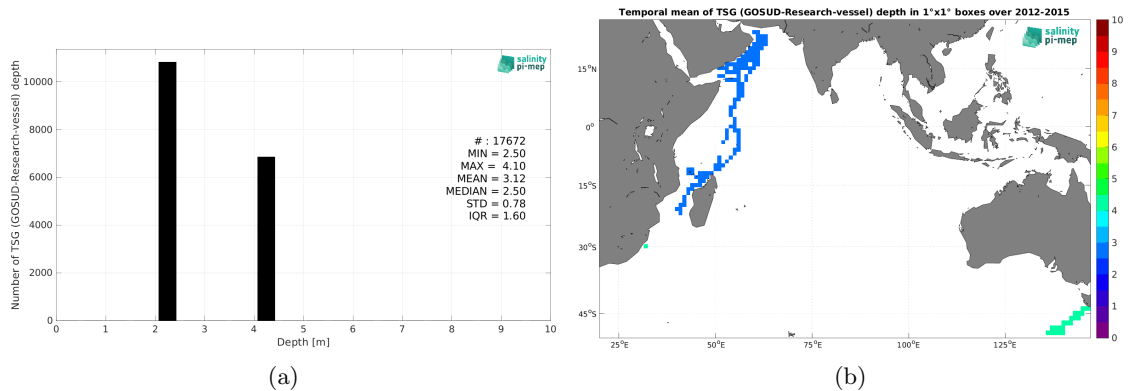 Number of TSG (GOSUD-Research-vessel) depth
10000
8000
6000
4000
2000
0
0 1 2 3 4 5 6 7 8 9 10
Depth [m]
salinity
pi-mep
# : 17672
MIN = 2.50
MAX = 4.10
MEAN = 3.12
MEDIAN = 2.50
STD = 0.78
IQR = 1.60
(a)
Temporal mean of TSG (GOSUD-Research-vessel) depth in 1°x1° boxes over 2012-2015
salinity
pi-mep
15°N
0°
15°S
30°S
45°S
25°E 50°E 75°E 100°E 125°E
10
9
8
7
6
5
4
3
2
1
0
(b)